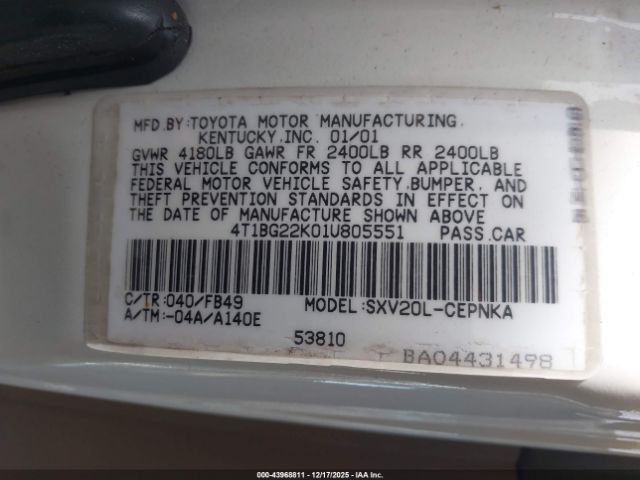 MFD.BY:TOYOTA MOTOR MANUFACTURING,
KENTUCKY,INC. 01/01
GVWR 4180LB GAWR FR 2400LB RR 2400LB
THIS VEHICLE CONFORMS TO ALL APPLICABLE
FEDERAL MOTOR VEHICLE SAFETY,BUMPER, AND
THEFT PREVENTION STANDARDS IN EFFECT ON
THE DATE OF MANUFACTURE SHOWN ABOVE
4T1BG22K01U805551 PASS.CAR
C/TR:040/FB49 MODEL:SXV20L-CEPNKA
A/TM:-04A/A140E
53810
BA04431498
000-43968811 - 12/17/2025 - IAA Inc.